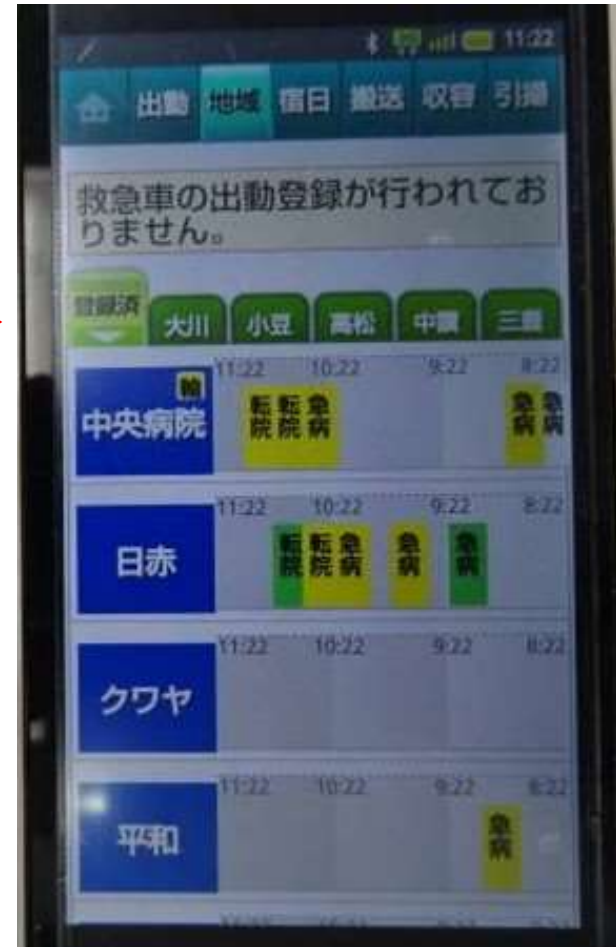 11:22
出動 地域 宿日 搬送 収容 引揚
救急車の出動登録が行われてお
りません。
登録済 大川 小豆 高松 中讃 三豊
11:22 10:22 9:22 8:22
中央病院 輪 転院 転院 急病 急病 急病
11:22 10:22 9:22 8:22
日赤 転院 転院 急病 急病 急病
11:22 10:22 9:22 8:22
クワヤ
11:22 10:22 9:22 8:22
平和 急病